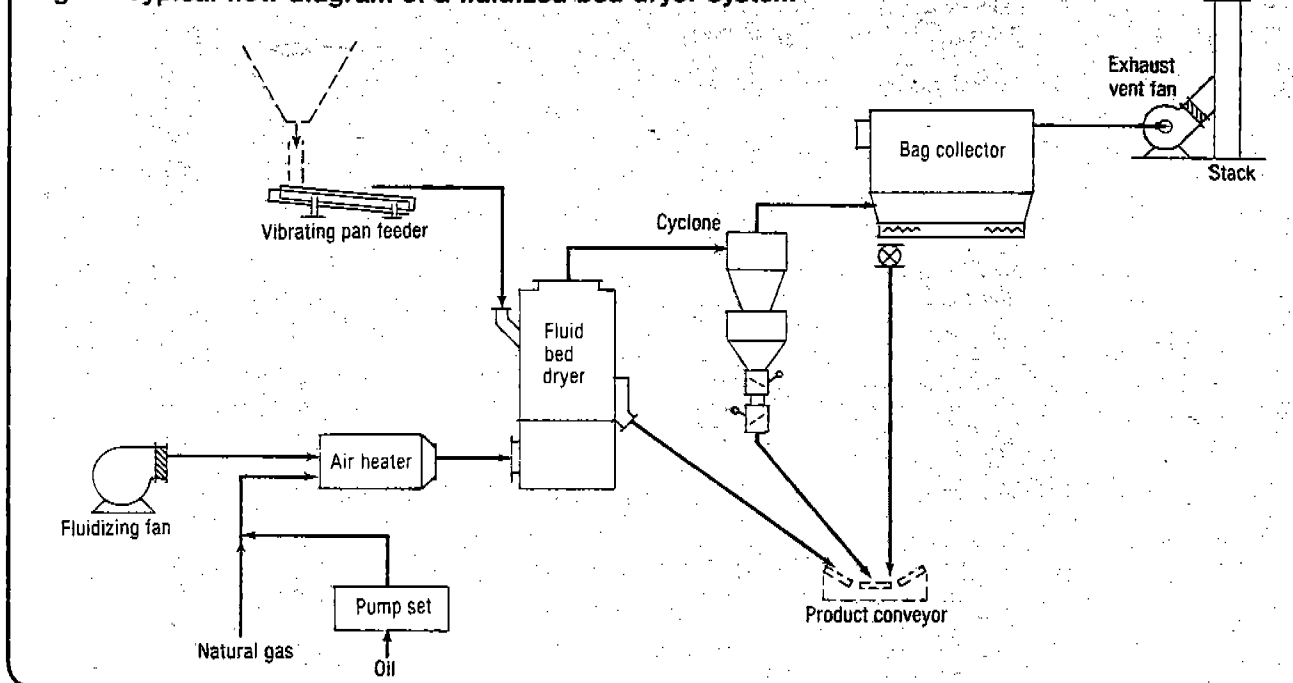 Typical flow diagram of a fluidized bed dryer system
Exhaust
vent fan
Bag collector
Stack
Vibrating pan feeder
Cyclone
Fluid
bed
dryer
Air heater
Fluidizing fan
Pump set
Product conveyor
Natural gas
Oil